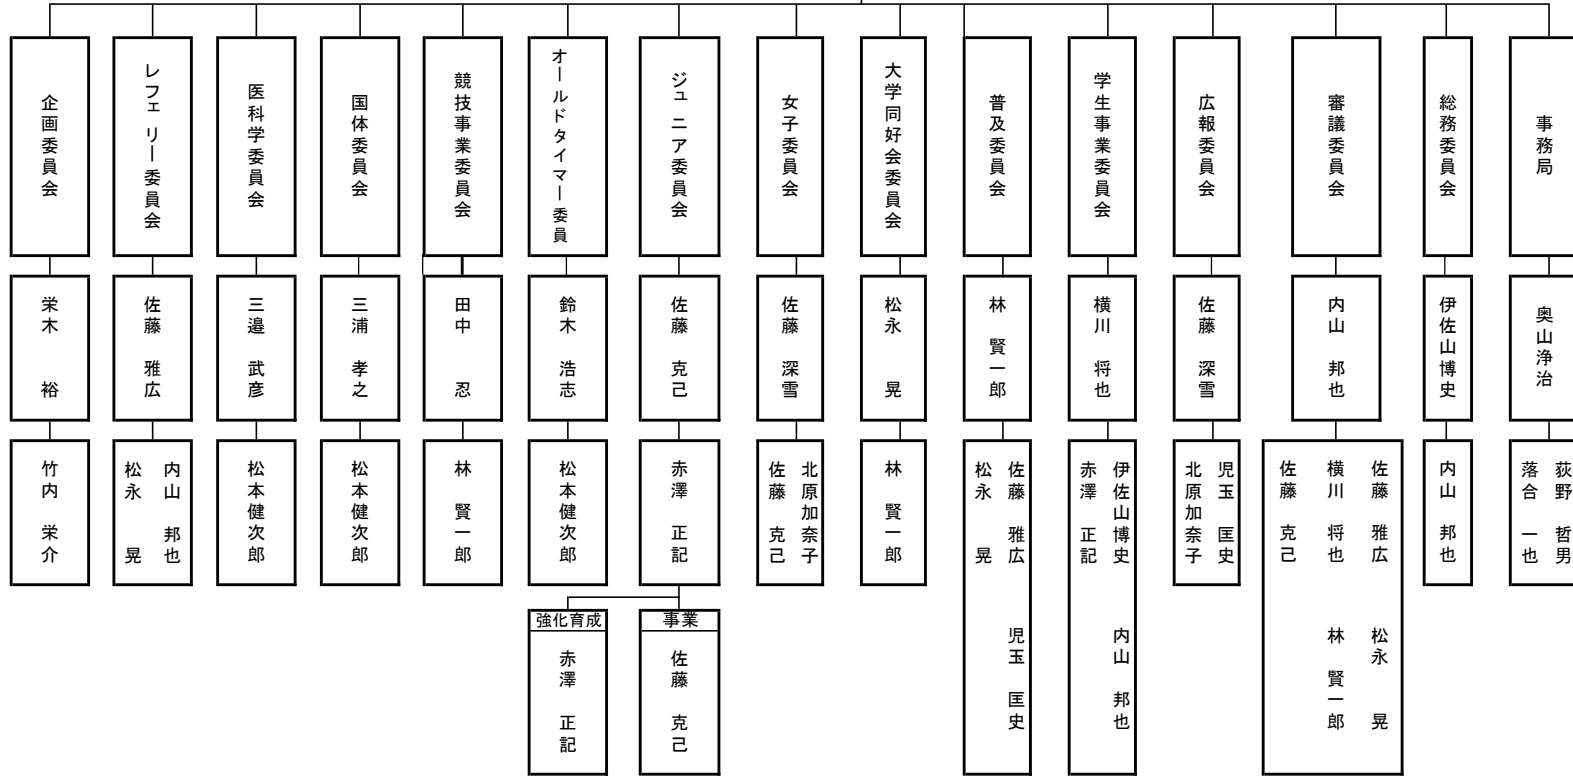 事務局
奥山浄治
荻野 哲男
落合 一也
総務委員会
伊佐山博史
内山 邦也
審議委員会
内山 邦也
佐藤 雅広 松永 晃
横川 将也 林 賢一郎
佐藤 克己
広報委員会
佐藤 深雪
児玉 匡史
北原加奈子
学生事業委員会
横川 将也
伊佐山博史 内山 邦也
赤澤 正記
普及委員会
林 賢一郎
佐藤 雅広 児玉 匡史
松永 晃
大学同好会委員会
松永 晃
林 賢一郎
女子委員会
佐藤 深雪
北原加奈子
佐藤 克己
ジュニア委員会
佐藤 克己
赤澤 正記
事業
佐藤 克己
強化育成
赤澤 正記
オールドタイマー委員
鈴木 浩志
松本健次郎
競技事業委員会
田中 忍
林 賢一郎
国体委員会
三浦 孝之
松本健次郎
医科学委員会
三邉 武彦
松本健次郎
レフェリー委員会
佐藤 雅広
内山 邦也
松永 晃
企画委員会
栄木 裕
竹内 栄介